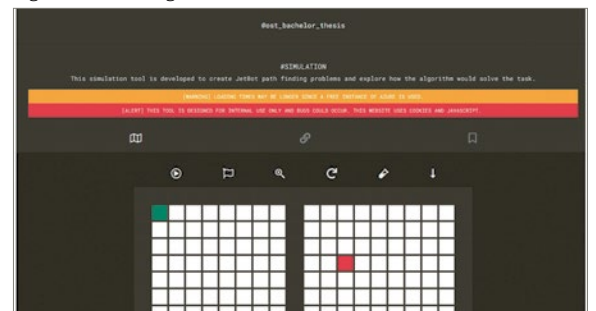 @ost_bachelor_thesis
#SIMULATION
This simulation tool is developed to create JetBot path finding problems and explore how the algorithm would solve the task.
[WARNING] LOADING TIMES MAY BE LONGER SINCE A FREE INSTANCE OF AZURE IS USED.
[ALERT] THIS TOOL IS DESIGNED FOR INTERNAL USE ONLY AND BUGS COULD OCCUR. THIS WEBSITE USES COOKIES AND JAVASCRIPT.